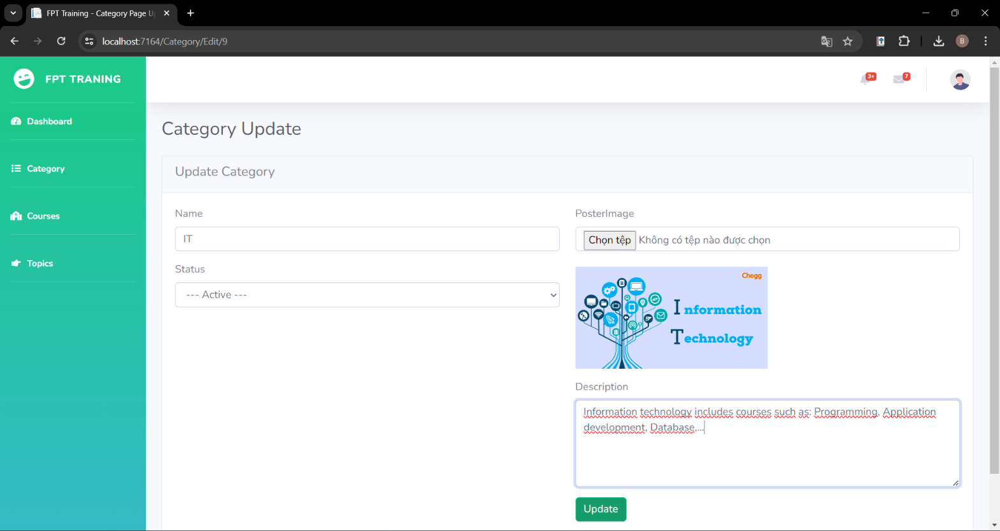 FPT Training - Category Page U
localhost:7164/Category/Edit/9
B
FPT TRANING
3+
7
Dashboard
Category
Courses
Topics
Category Update
Update Category
Name
IT
Status
--- Active ---
PosterImage
Chọn tệp Không có tệp nào được chọn
Chegg
Information
Technology
Description
Information technology includes courses such as: Programming, Application
development, Database,...
Update